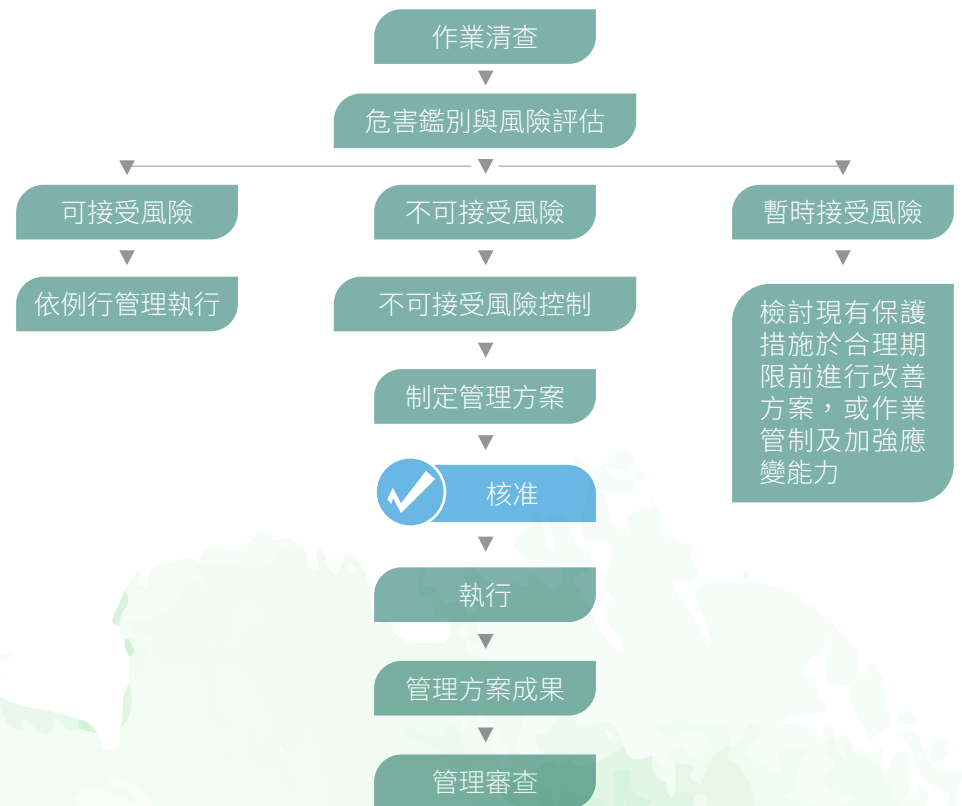 作業清查
危害鑑別與風險評估
可接受風險
不可接受風險
暫時接受風險
依例行管理執行
不可接受風險控制
檢討現有保護
措施於合理期
限前進行改善
方案，或作業
管制及加強應
變能力
制定管理方案
核准
執行
管理方案成果
管理審查